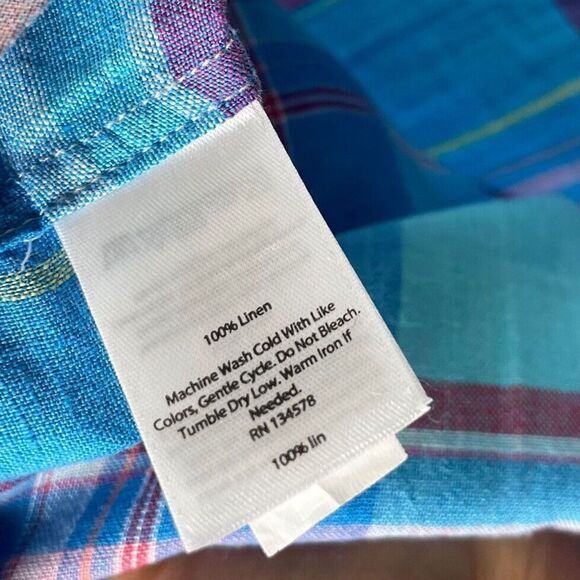 100% Linen
Machine Wash Cold With Like
Colors, Gentle Cycle. Do Not Bleach.
Tumble Dry Low. Warm Iron If
Needed.
RN 134578
100% lin